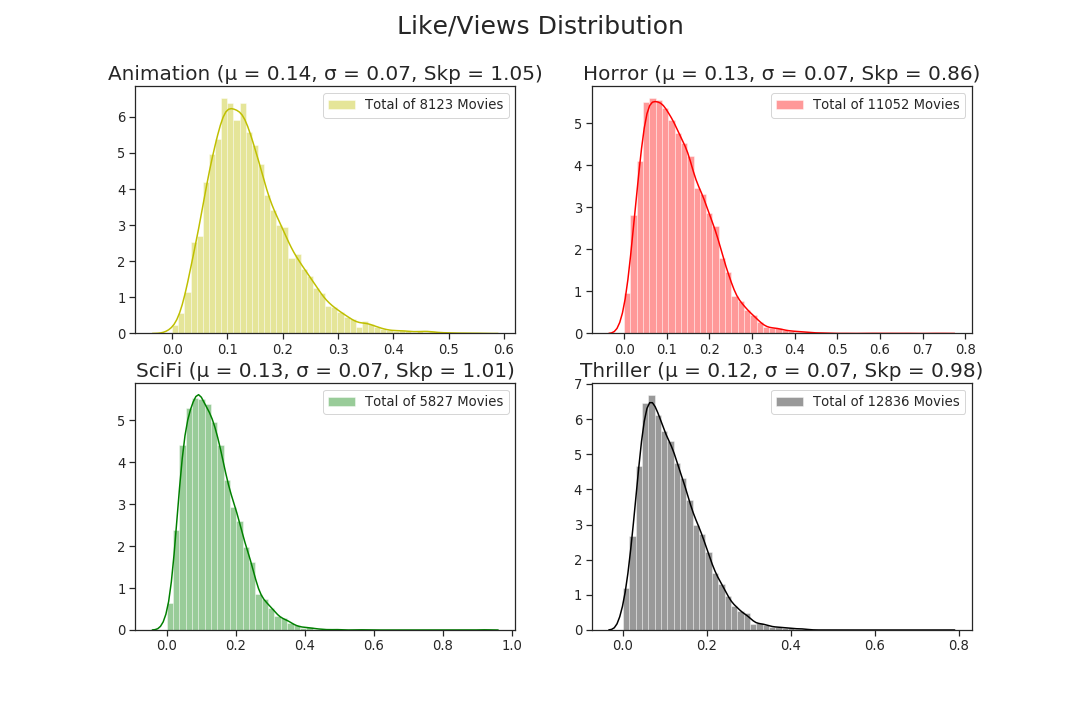 Like/Views Distribution
Animation (μ = 0.14, σ = 0.07, Skp = 1.05)
Total of 8123 Movies
6
5
4
3
2
1
0
0.0 0.1 0.2 0.3 0.4 0.5 0.6
Horror (μ = 0.13, σ = 0.07, Skp = 0.86)
Total of 11052 Movies
5
4
3
2
1
0
0.0 0.1 0.2 0.3 0.4 0.5 0.6 0.7 0.8
SciFi (μ = 0.13, σ = 0.07, Skp = 1.01)
Total of 5827 Movies
5
4
3
2
1
0
0.0 0.2 0.4 0.6 0.8 1.0
Thriller (μ = 0.12, σ = 0.07, Skp = 0.98)
Total of 12836 Movies
7
6
5
4
3
2
1
0
0.0 0.2 0.4 0.6 0.8